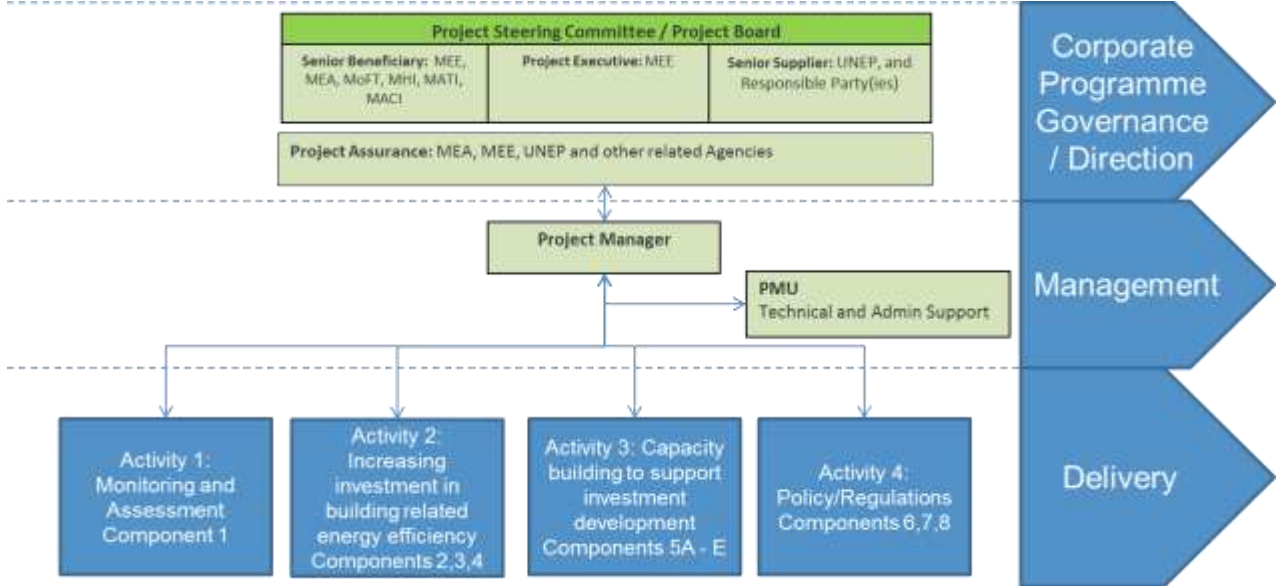 Project Steering Committee / Project Board
Senior Beneficiary: MEE,
MEA, MoFT, MHI, MATI,
MACI
Project Executive: MEE
Senior Supplier: UNEP, and
Responsible Party(ies)
Project Assurance: MEA, MEE, UNEP and other related Agencies
Corporate
Programme
Governance
/ Direction
Project Manager
PMU
Technical and Admin Support
Management
Activity 1:
Monitoring and
Assessment
Component 1
Activity 2:
Increasing
investment in
building related
energy efficiency
Components 2,3,4
Activity 3: Capacity
building to support
investment
development
Components 5A - E
Activity 4:
Policy/Regulations
Components 6,7,8
Delivery